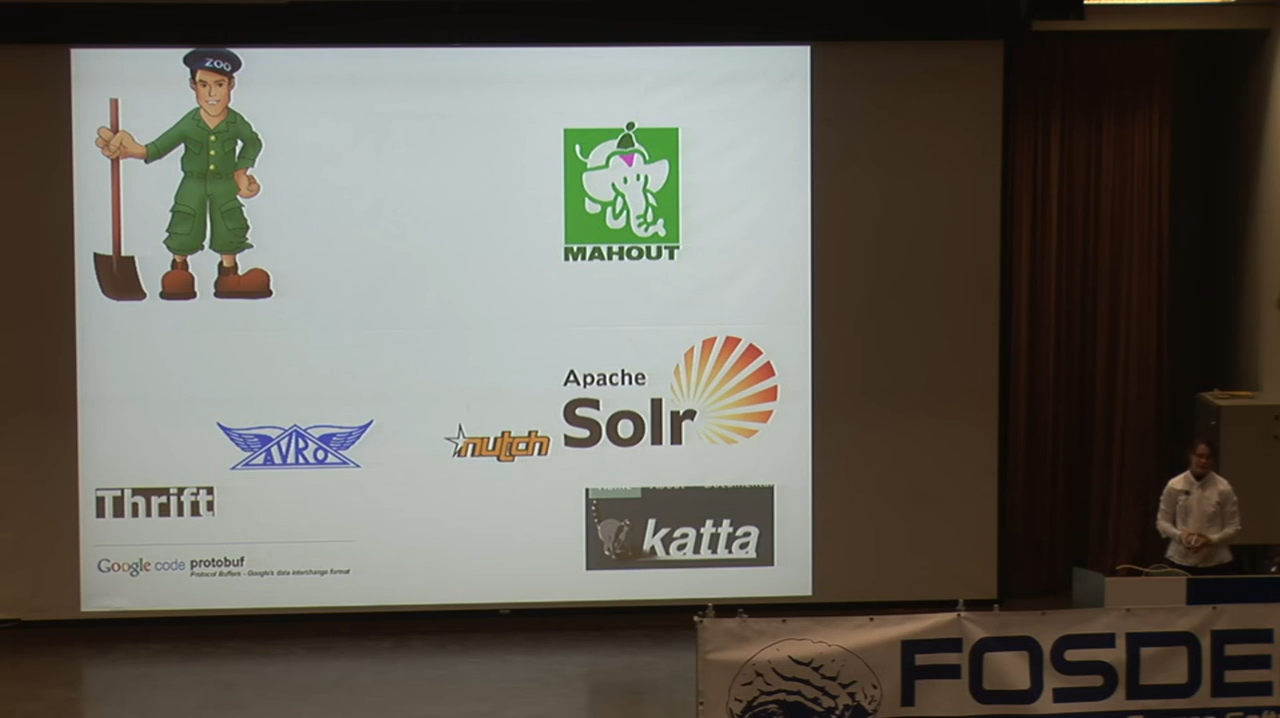 ZOO
MAHOUT
Apache
Solr
AVRO
nutch
Thrift
katta
Google code protobuf
Protocol Buffers - Google's data interchange format
FOSDE